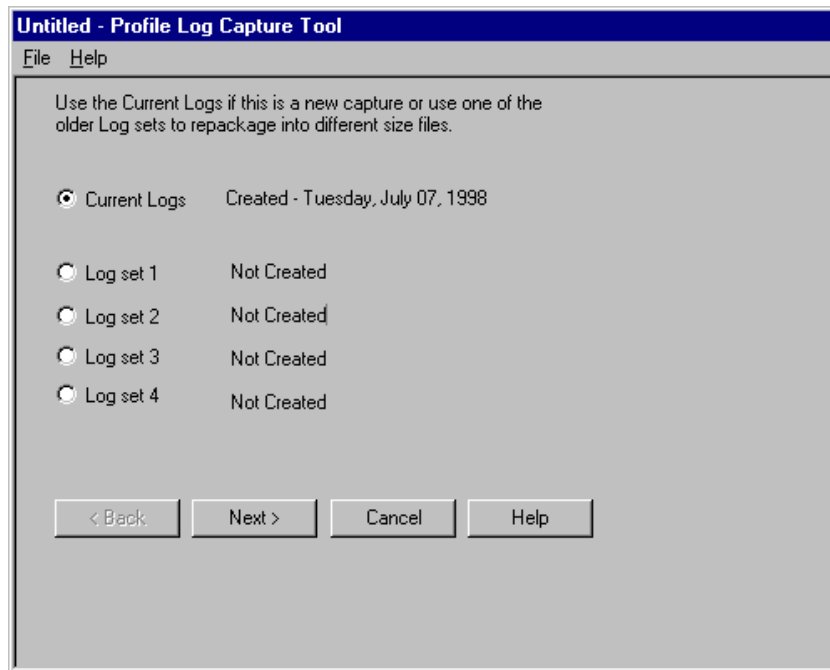 Untitled - Profile Log Capture Tool
File Help
Use the Current Logs if this is a new capture or use one of the
older Log sets to repackage into different size files.
Current Logs Created - Tuesday, July 07, 1998
Log set 1 Not Created
Log set 2 Not Created
Log set 3 Not Created
Log set 4 Not Created
< Back Next > Cancel Help